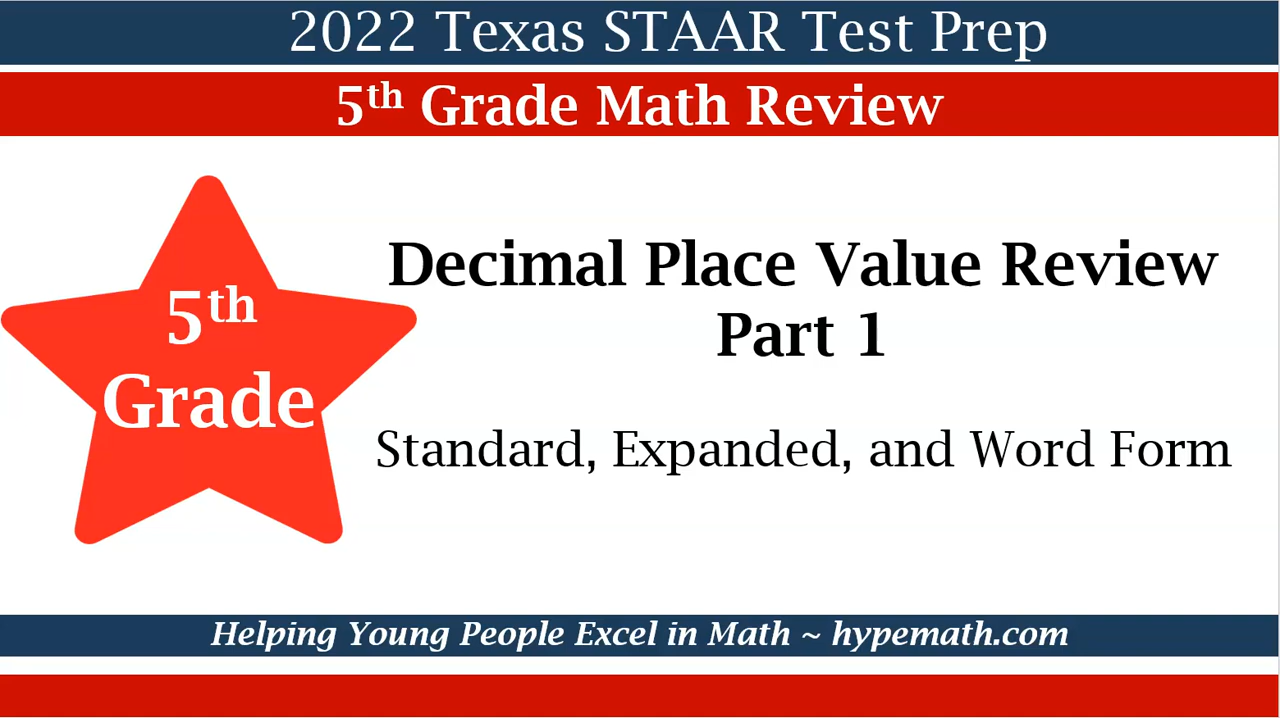 2022 Texas STAAR Test Prep
5th Grade Math Review
5th
Grade
Decimal Place Value Review
Part 1
Standard, Expanded, and Word Form
Helping Young People Excel in Math ~ hypemath.com